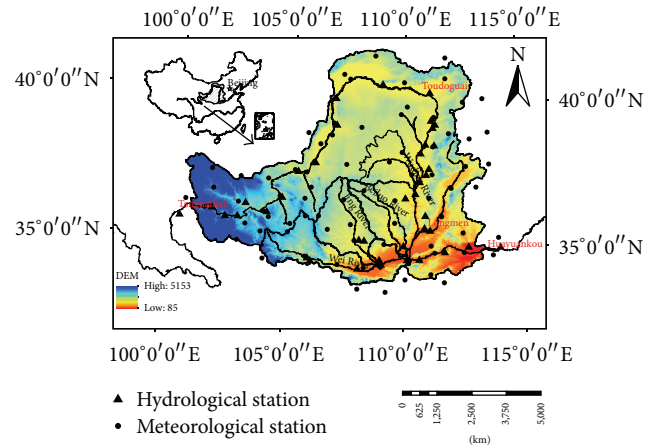 100°0′0″E 105°0′0″E 110°0′0″E 115°0′0″E
40°0′0″N
35°0′0″N
40°0′0″N
35°0′0″N
N
Beijing
Toudoguai
Longmen
Huayuankou
Wei River
DEM
High: 5153
Low: 85
100°0′0″E 105°0′0″E 110°0′0″E 115°0′0″E
Hydrological station
Meteorological station
0 625 1,250 2,500 3,750 5,000
(km)